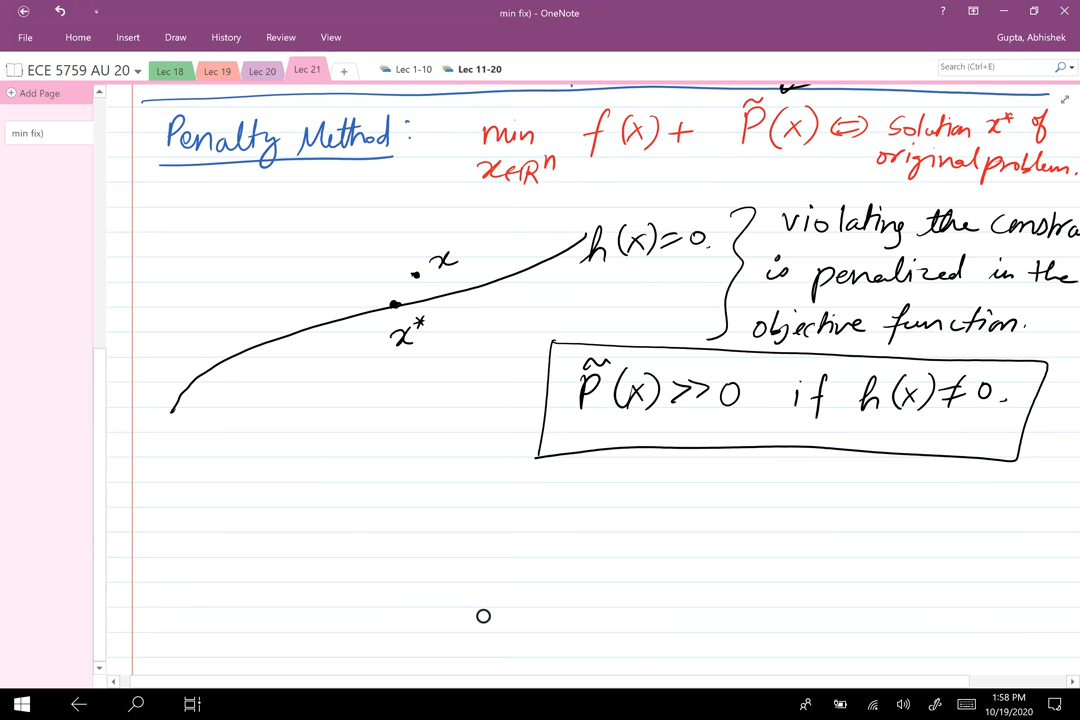 min fix) - OneNote
? Gupta, Abhishek
File Home Insert Draw History Review View
ECE 5759 AU 20 Lec 18 Lec 19 Lec 20 Lec 21 + Lec 1-10 Lec 11-20 Search (Ctrl+E)
Add Page
min fix)
Penalty Method : min x∈ℝⁿ f(x) + P̃(x) ⇔ solution x* of
original problem.
h(x)=0. } violating the constra
is penalized in the
objective function.
x
x*
P̃(x) >> 0 if h(x) ≠ 0.
1:58 PM
10/19/2020